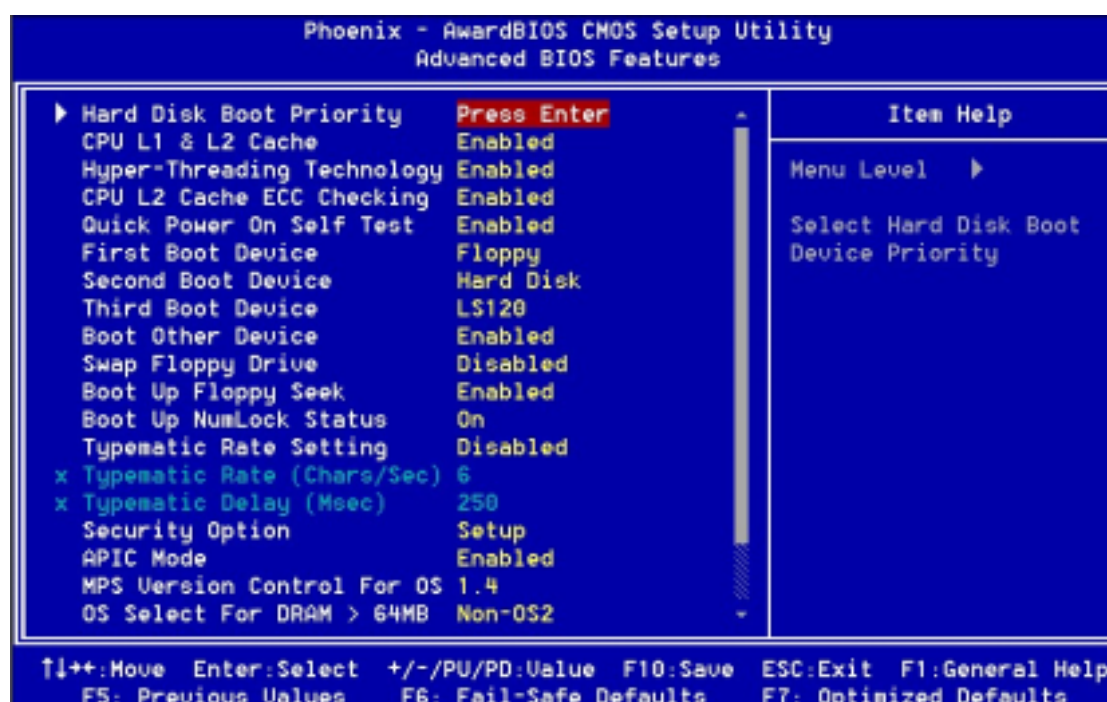 Phoenix - AwardBIOS CMOS Setup Utility
Advanced BIOS Features
Hard Disk Boot Priority Press Enter
CPU L1 & L2 Cache Enabled
Hyper-Threading Technology Enabled
CPU L2 Cache ECC Checking Enabled
Quick Power On Self Test Enabled
First Boot Device Floppy
Second Boot Device Hard Disk
Third Boot Device LS120
Boot Other Device Enabled
Swap Floppy Drive Disabled
Boot Up Floppy Seek Enabled
Boot Up NumLock Status On
Typematic Rate Setting Disabled
x Typematic Rate (Chars/Sec) 6
x Typematic Delay (Msec) 250
Security Option Setup
APIC Mode Enabled
MPS Version Control For OS 1.4
OS Select For DRAM > 64MB Non-OS2
Item Help
Menu Level
Select Hard Disk Boot
Device Priority
↑↓→←:Move Enter:Select +/-/PU/PD:Value F10:Save ESC:Exit F1:General Help
F5: Previous Values F6: Fail-Safe Defaults F7: Optimized Defaults